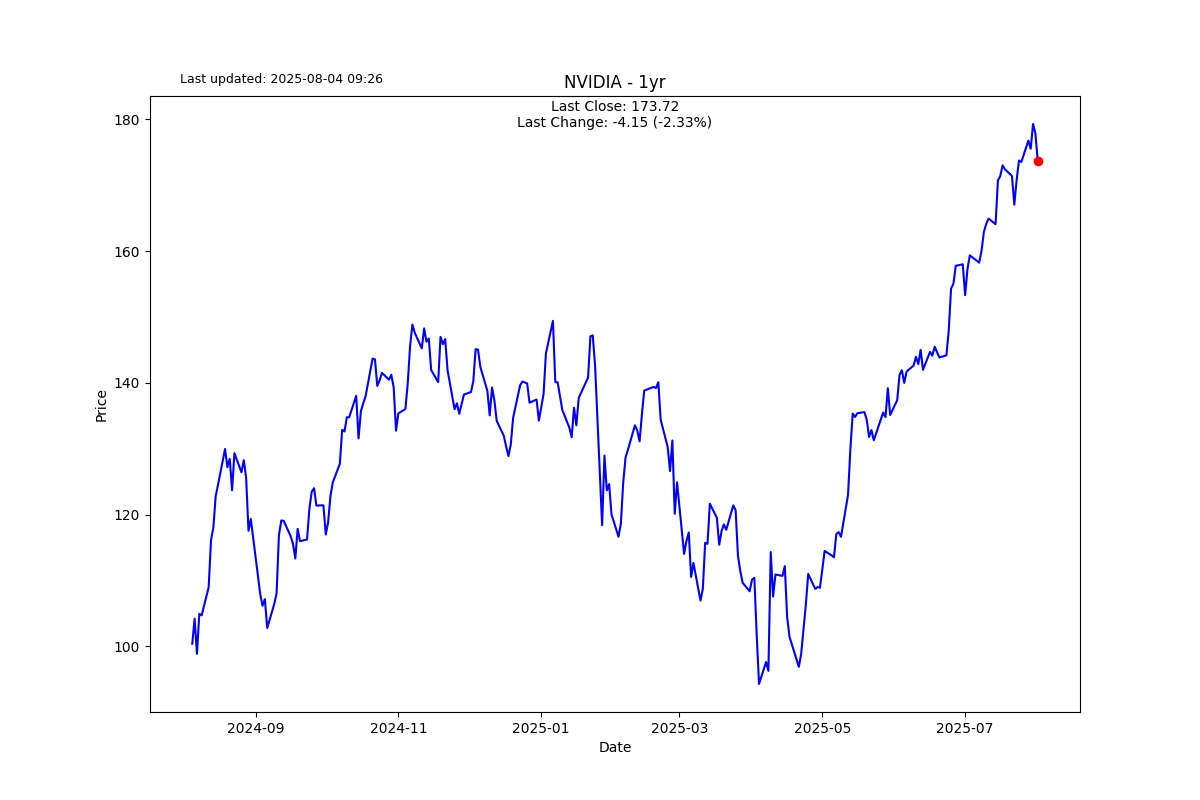 Last updated: 2025-08-04 09:26
NVIDIA - 1yr
Last Close: 173.72
Last Change: -4.15 (-2.33%)
180
160
140
120
100
Price
2024-09
2024-11
2025-01
2025-03
2025-05
2025-07
Date